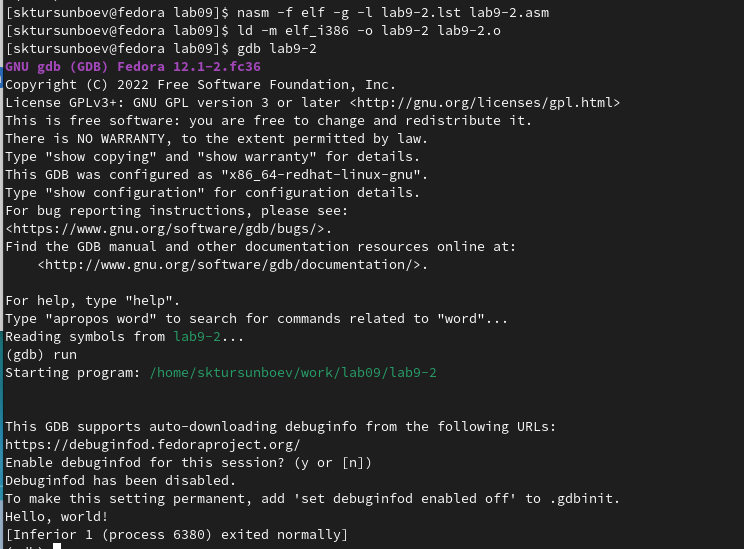 [sktursunboev@fedora lab09]$ nasm -f elf -g -l lab9-2.lst lab9-2.asm
[sktursunboev@fedora lab09]$ ld -m elf_i386 -o lab9-2 lab9-2.o
[sktursunboev@fedora lab09]$ gdb lab9-2
GNU gdb (GDB) Fedora 12.1-2.fc36
Copyright (C) 2022 Free Software Foundation, Inc.
License GPLv3+: GNU GPL version 3 or later <http://gnu.org/licenses/gpl.html>
This is free software: you are free to change and redistribute it.
There is NO WARRANTY, to the extent permitted by law.
Type "show copying" and "show warranty" for details.
This GDB was configured as "x86_64-redhat-linux-gnu".
Type "show configuration" for configuration details.
For bug reporting instructions, please see:
<https://www.gnu.org/software/gdb/bugs/>.
Find the GDB manual and other documentation resources online at:
    <http://www.gnu.org/software/gdb/documentation/>.

For help, type "help".
Type "apropos word" to search for commands related to "word"...
Reading symbols from lab9-2...
(gdb) run
Starting program: /home/sktursunboev/work/lab09/lab9-2

This GDB supports auto-downloading debuginfo from the following URLs:
https://debuginfod.fedoraproject.org/
Enable debuginfod for this session? (y or [n])
Debuginfod has been disabled.
To make this setting permanent, add 'set debuginfod enabled off' to .gdbinit.
Hello, world!
[Inferior 1 (process 6380) exited normally]
(gdb)